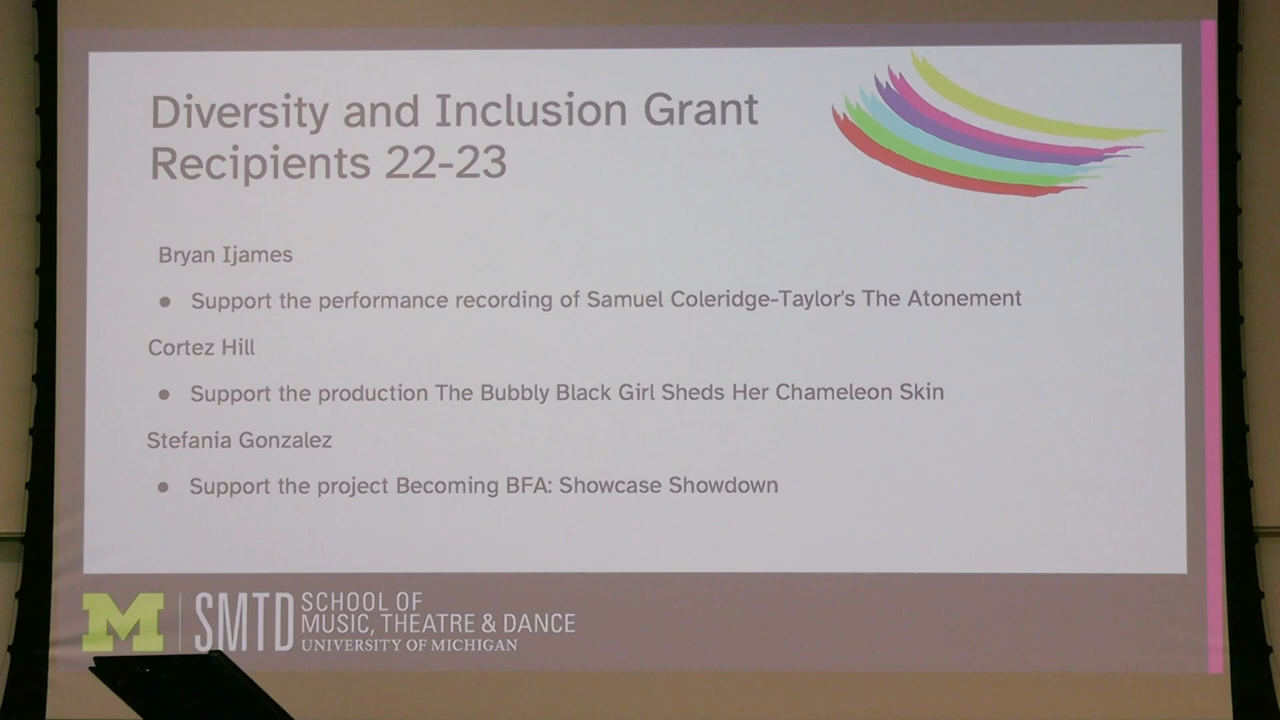 Diversity and Inclusion Grant
Recipients 22-23
Bryan Ijames
● Support the performance recording of Samuel Coleridge-Taylor's The Atonement
Cortez Hill
● Support the production The Bubbly Black Girl Sheds Her Chameleon Skin
Stefania Gonzalez
● Support the project Becoming BFA: Showcase Showdown
M SMTD SCHOOL OF
MUSIC, THEATRE & DANCE
UNIVERSITY OF MICHIGAN